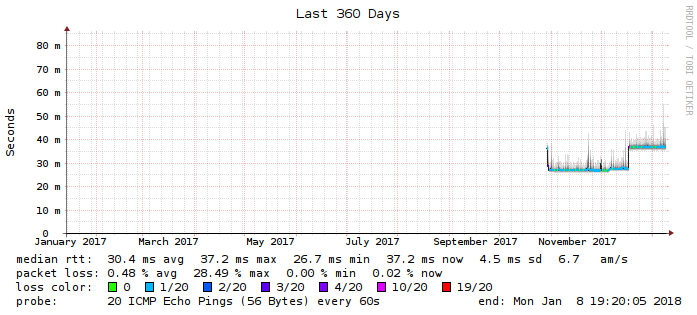 Last 360 Days
RRDTOOL / TOBI OETIKER
Seconds
80 m
70 m
60 m
50 m
40 m
30 m
20 m
10 m
0
January 2017 March 2017 May 2017 July 2017 September 2017 November 2017
median rtt: 30.4 ms avg 37.2 ms max 26.7 ms min 37.2 ms now 4.5 ms sd 6.7 am/s
packet loss: 0.48 % avg 28.49 % max 0.00 % min 0.02 % now
loss color: 0 1/20 2/20 3/20 4/20 10/20 19/20
probe: 20 ICMP Echo Pings (56 Bytes) every 60s end: Mon Jan 8 19:20:05 2018